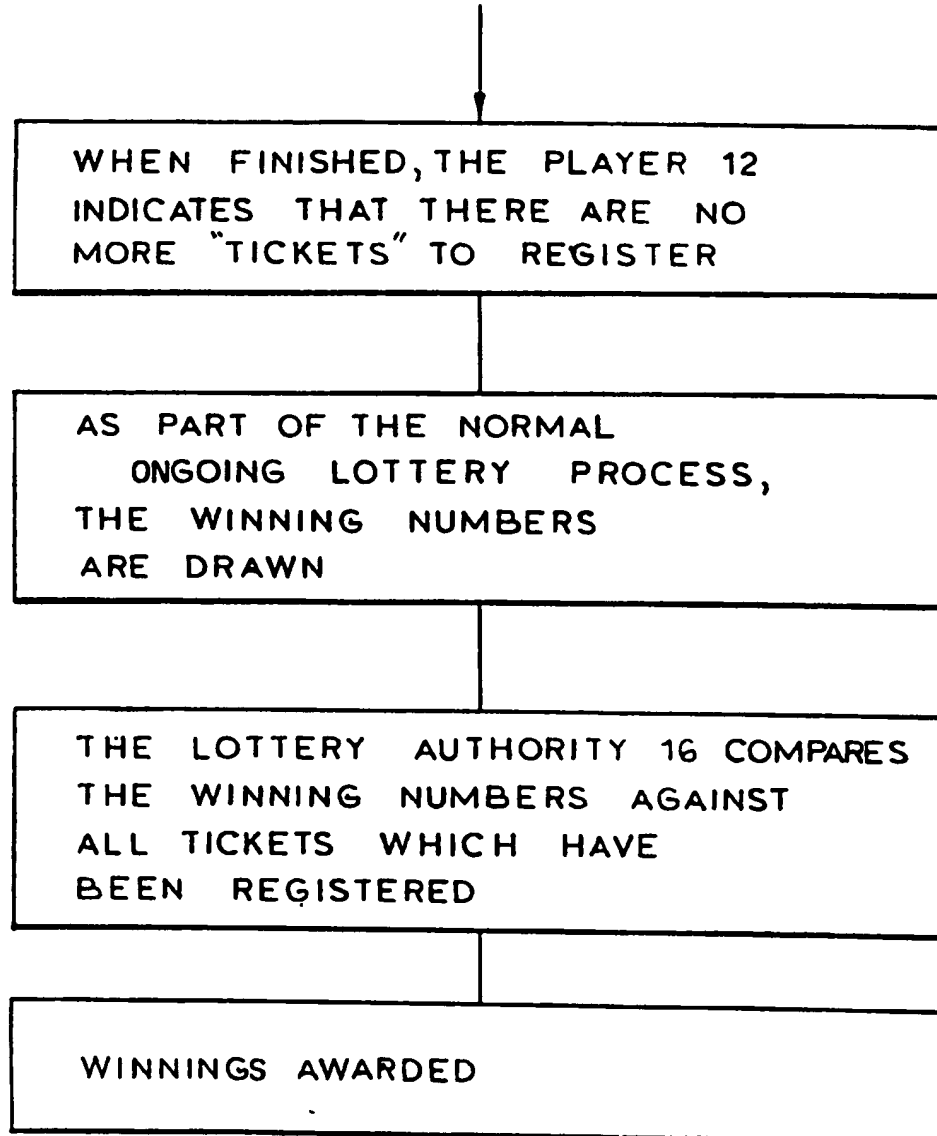 WHEN FINISHED, THE PLAYER 12
INDICATES THAT THERE ARE NO
MORE "TICKETS" TO REGISTER
AS PART OF THE NORMAL
ONGOING LOTTERY PROCESS,
THE WINNING NUMBERS
ARE DRAWN
THE LOTTERY AUTHORITY 16 COMPARES
THE WINNING NUMBERS AGAINST
ALL TICKETS WHICH HAVE
BEEN REGISTERED
WINNINGS AWARDED